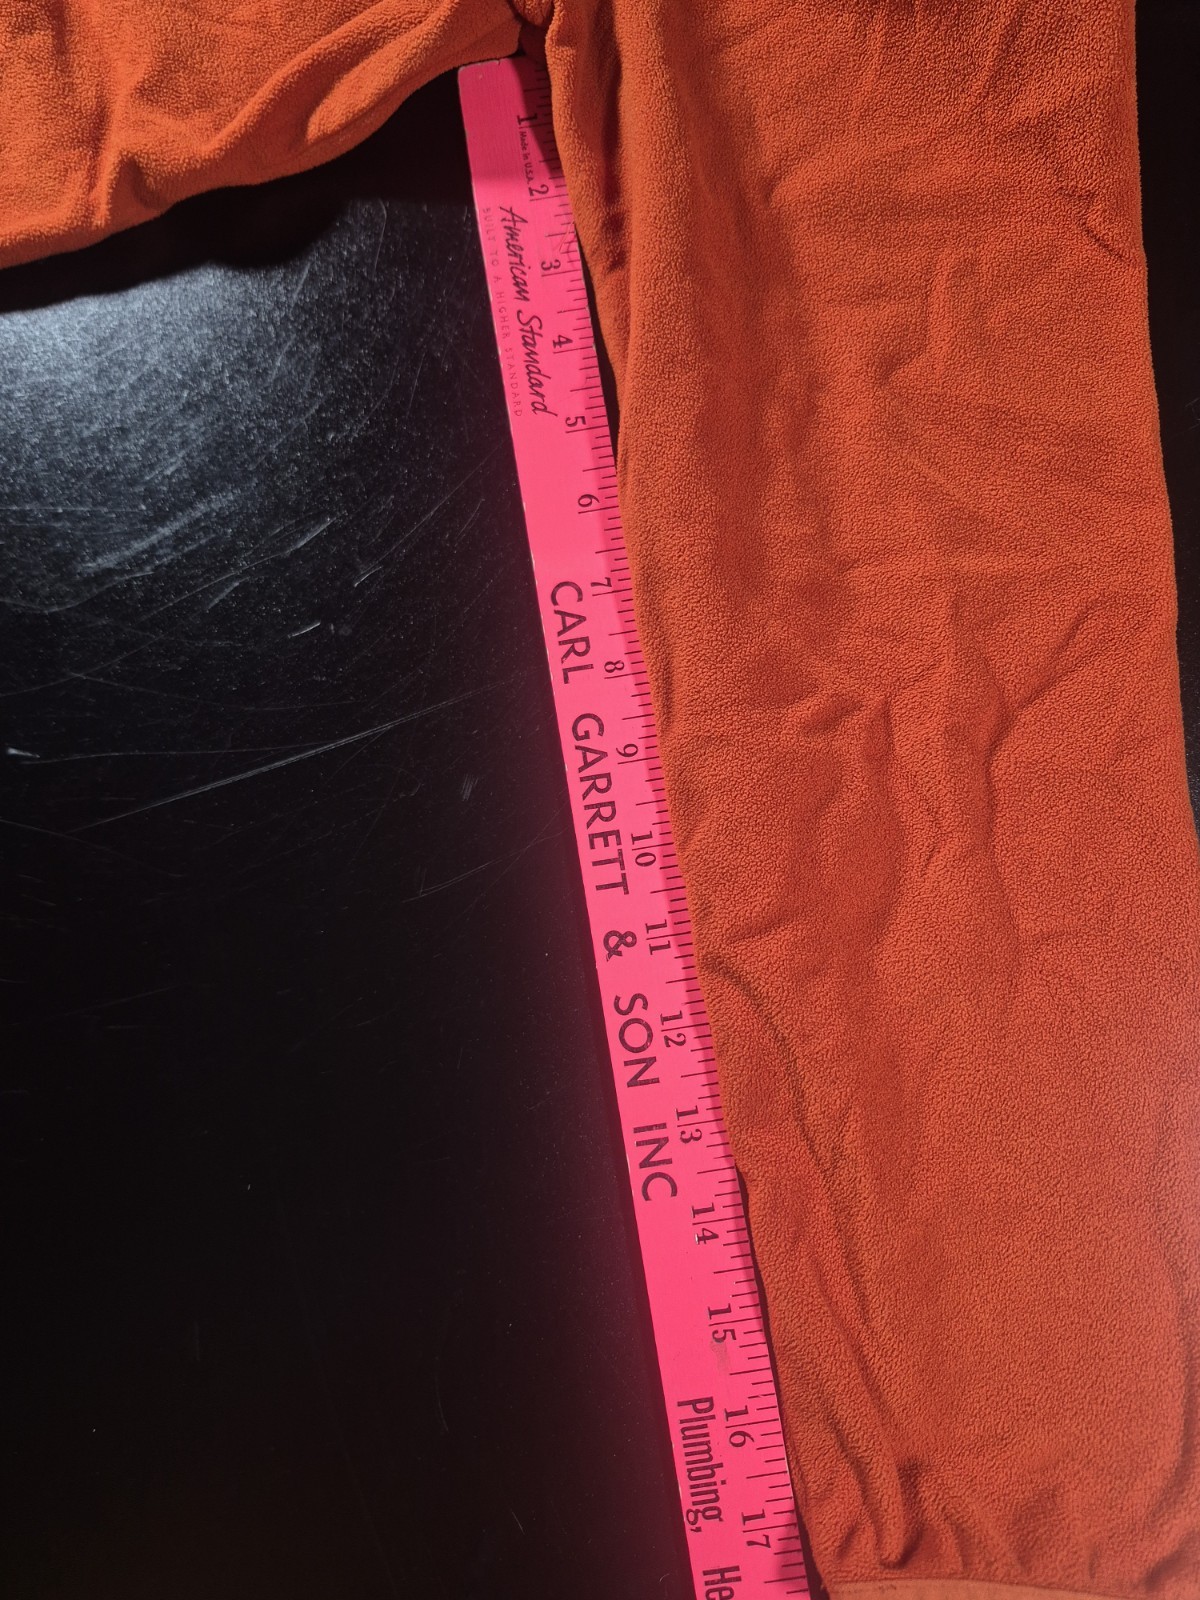 1 2 3 4 5 6 7 8 9 10 11 12 13 14 15 16 17
Made in U.S.A.
American Standard
BUILT TO A HIGHER STANDARD
CARL GARRETT & SON INC
Plumbing, He